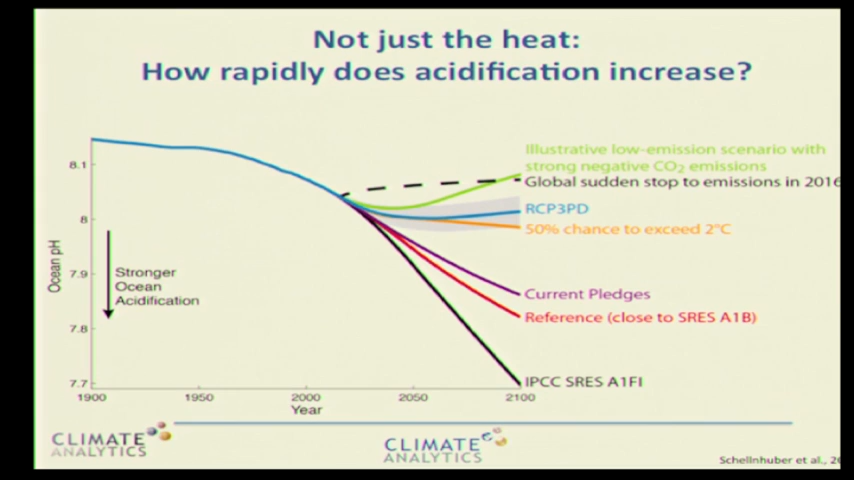 Not just the heat:
How rapidly does acidification increase?
Illustrative low-emission scenario with
strong negative CO₂ emissions
Global sudden stop to emissions in 2016
RCP3PD
50% chance to exceed 2°C
Current Pledges
Reference (close to SRES A1B)
IPCC SRES A1FI
8.1
8
7.9
7.8
7.7
Ocean pH
Stronger
Ocean
Acidification
1900 1950 2000 2050 2100
Year
CLIMATE
ANALYTICS
CLIMATE
ANALYTICS
Schellnhuber et al.,